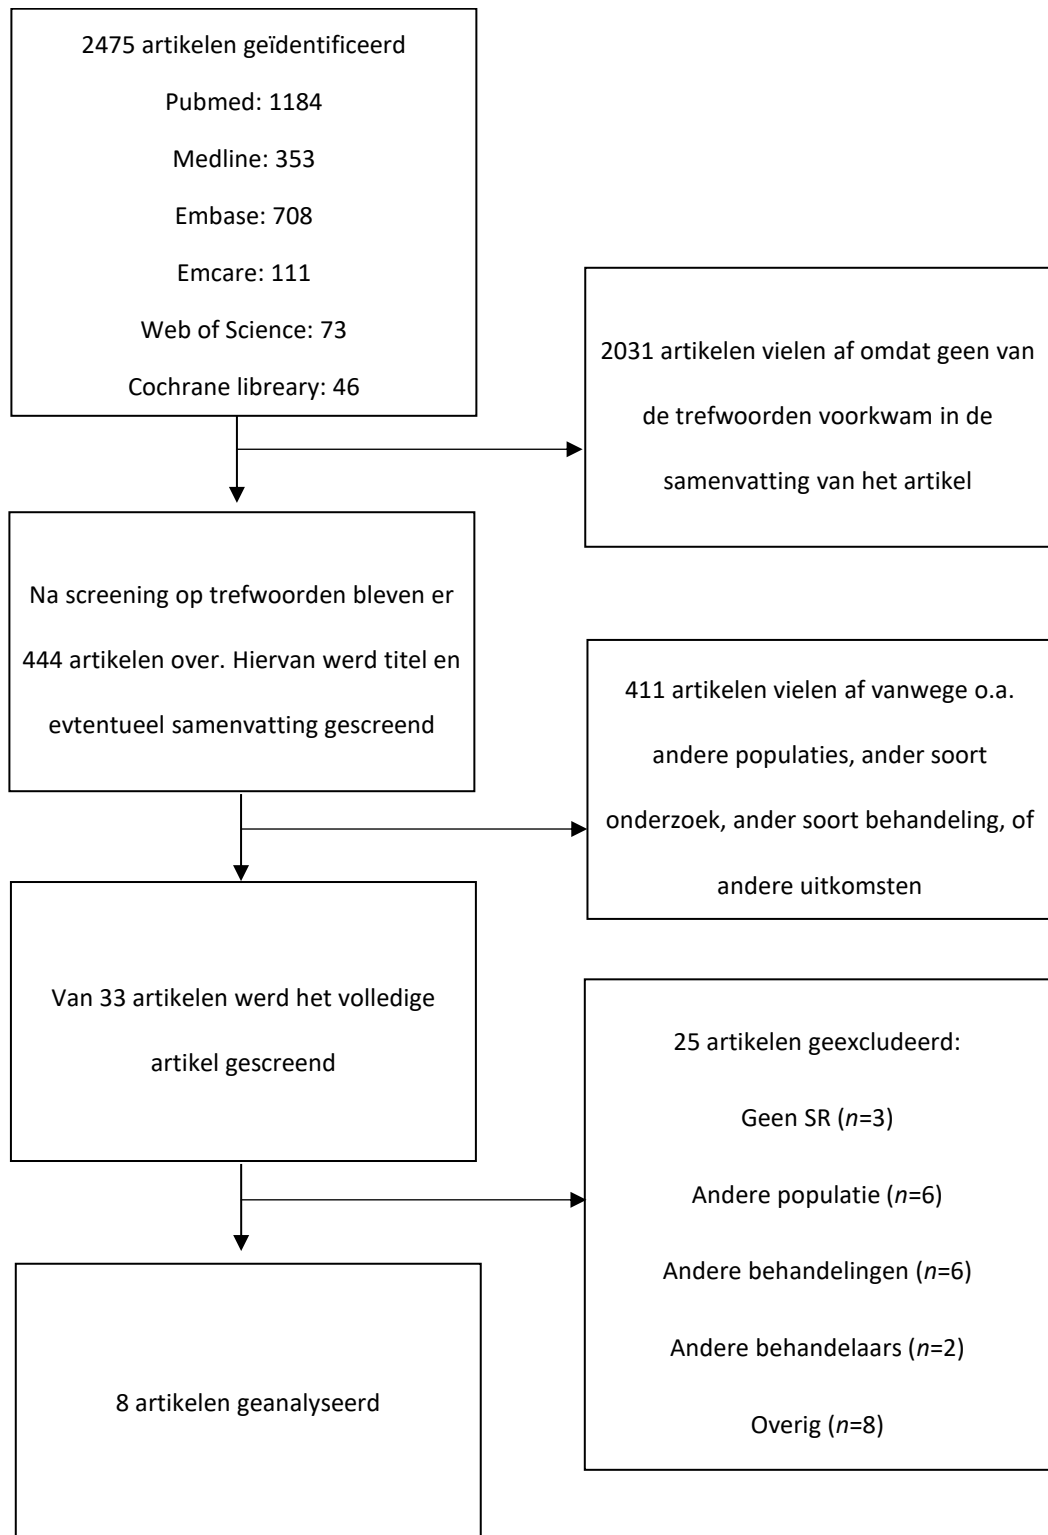 2475 artikelen geïdentificeerd
Pubmed: 1184
Medline: 353
Embase: 708
Emcare: 111
Web of Science: 73
Cochrane libreary: 46
2031 artikelen vielen af omdat geen van
de trefwoorden voorkwam in de
samenvatting van het artikel
Na screening op trefwoorden bleven er
444 artikelen over. Hiervan werd titel en
evtentueel samenvatting gescreend
411 artikelen vielen af vanwege o.a.
andere populaties, ander soort
onderzoek, ander soort behandeling, of
andere uitkomsten
Van 33 artikelen werd het volledige
artikel gescreend
25 artikelen geexcludeerd:
Geen SR (n=3)
Andere populatie (n=6)
Andere behandelingen (n=6)
Andere behandelaars (n=2)
Overig (n=8)
8 artikelen geanalyseerd